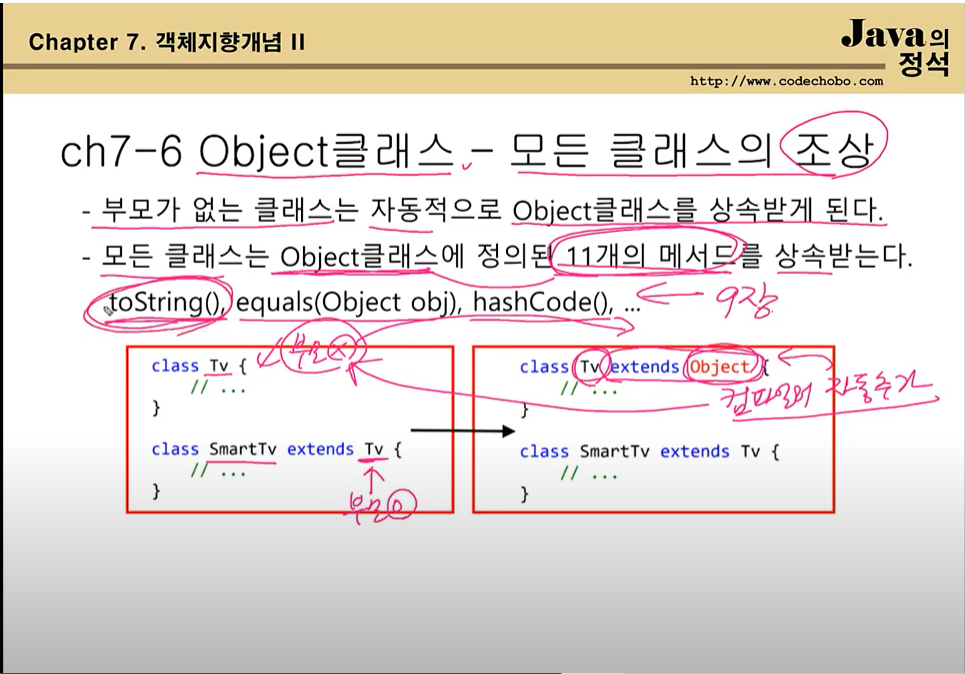 Chapter 7. 객체지향개념 II
Java의
정석
http://www.codechobo.com
ch7-6 Object클래스 - 모든 클래스의 조상
- 부모가 없는 클래스는 자동적으로 Object클래스를 상속받게 된다.
- 모든 클래스는 Object클래스에 정의된 11개의 메서드를 상속받는다.
toString(), equals(Object obj), hashCode(), ... ← 9장
class Tv {
부모 X
// ...
}
class SmartTv extends Tv {
// ...
}
부모 O
class Tv extends Object {
// ...
컴파일러 자동추가
}
class SmartTv extends Tv {
// ...
}